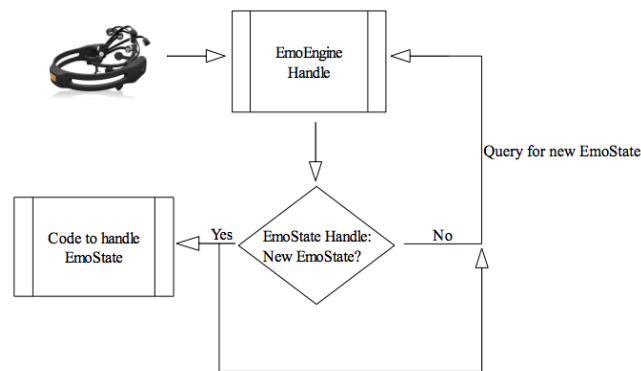 EmoEngine
Handle
Query for new EmoState
Code to handle
EmoState
Yes
EmoState Handle:
New EmoState?
No